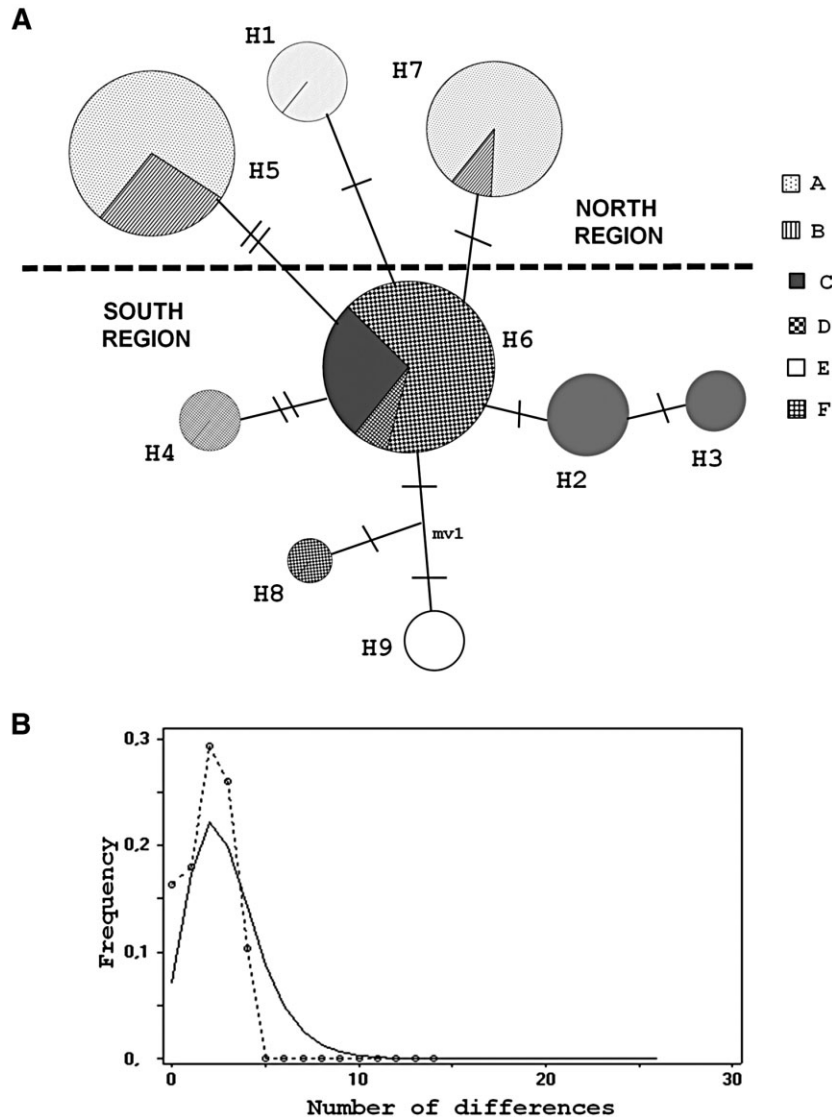 A
H1
H7
H5
NORTH REGION
SOUTH REGION
H6
H4
H2
H3
mv1
H8
H9
A
B
C
D
E
F
B
0,3
0,2
0,1
0,
Frequency
0
10
20
30
Number of differences